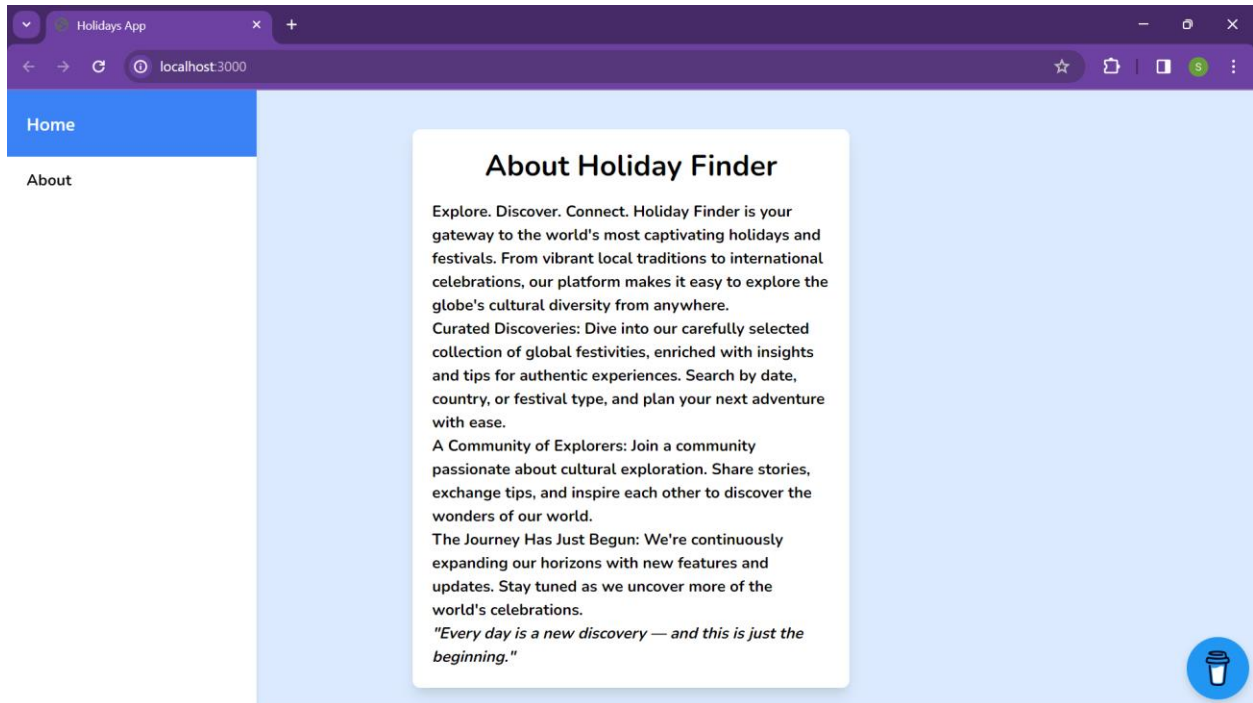 Holidays App
localhost:3000
S
Home
About
About Holiday Finder
Explore. Discover. Connect. Holiday Finder is your
gateway to the world's most captivating holidays and
festivals. From vibrant local traditions to international
celebrations, our platform makes it easy to explore the
globe's cultural diversity from anywhere.
Curated Discoveries: Dive into our carefully selected
collection of global festivities, enriched with insights
and tips for authentic experiences. Search by date,
country, or festival type, and plan your next adventure
with ease.
A Community of Explorers: Join a community
passionate about cultural exploration. Share stories,
exchange tips, and inspire each other to discover the
wonders of our world.
The Journey Has Just Begun: We're continuously
expanding our horizons with new features and
updates. Stay tuned as we uncover more of the
world's celebrations.
"Every day is a new discovery — and this is just the
beginning."